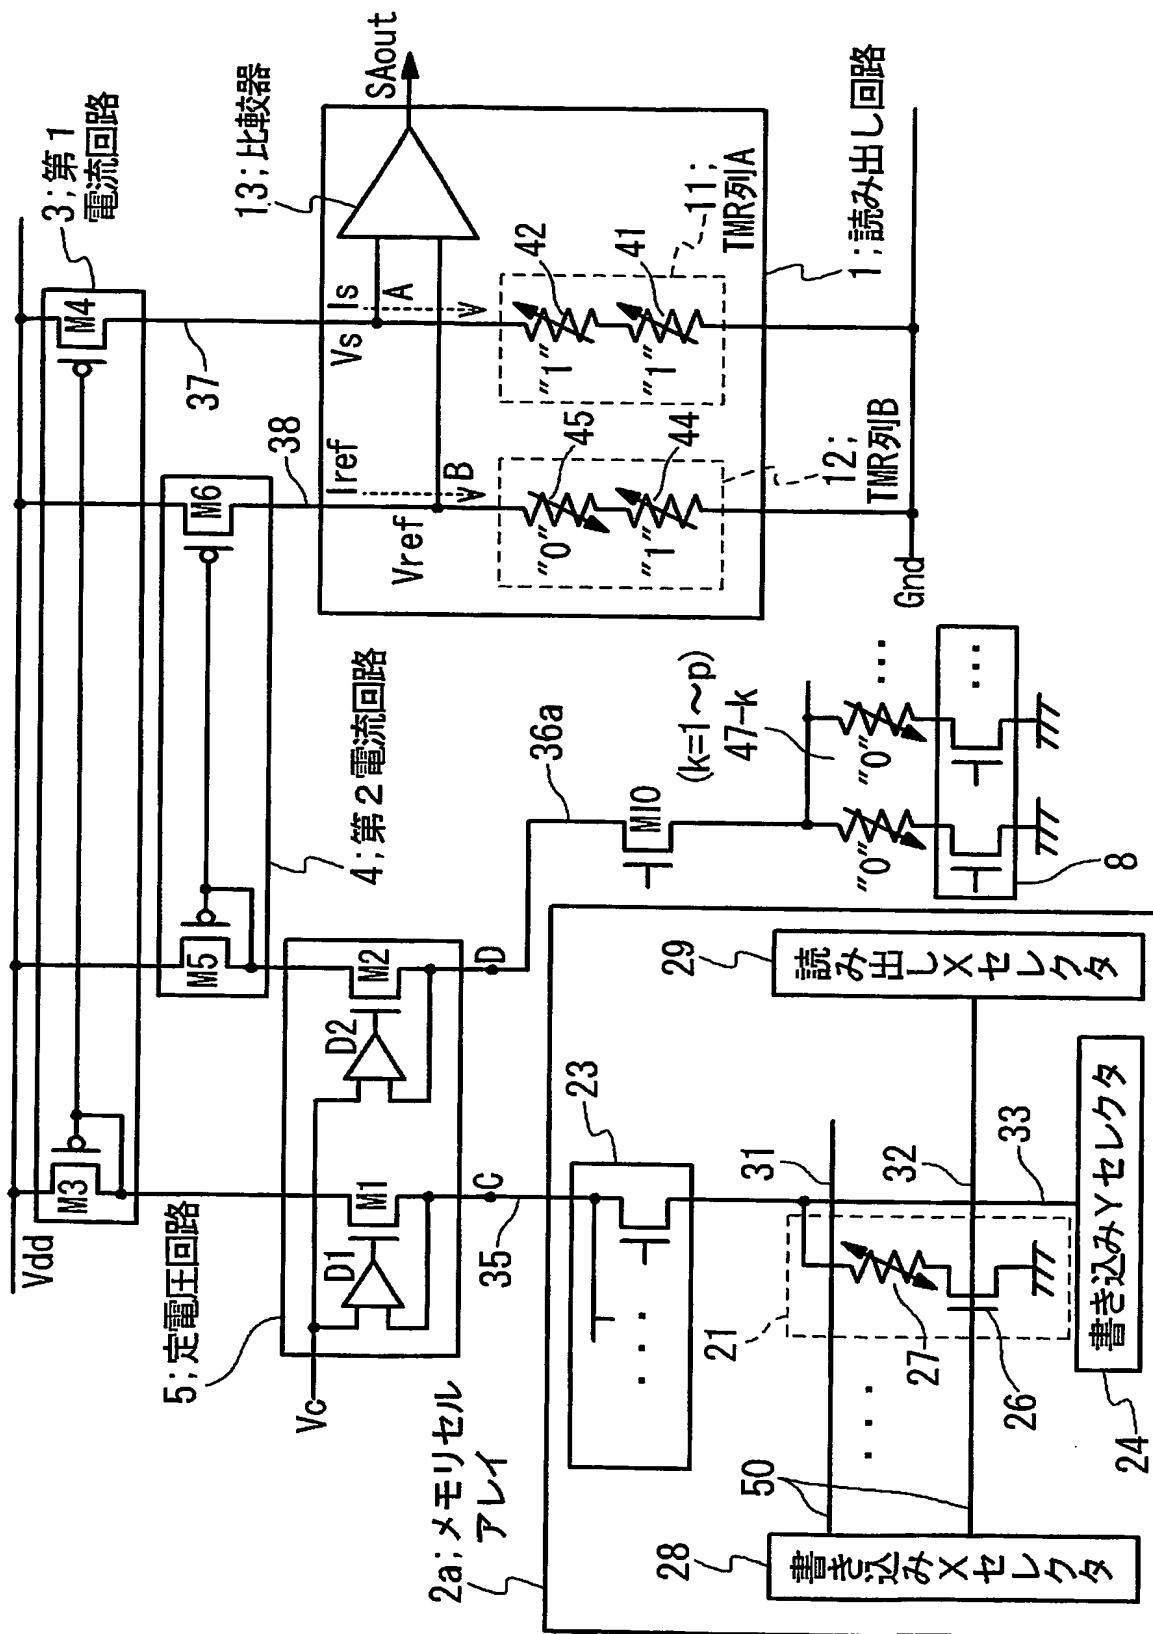 Vdd
3;第1
電流回路
M3
M4
4;第2電流回路
M5
M6
5;定電圧回路
Vc
D1
M1
D2
M2
C
D
35
36a
37
38
13;比較器
SAout
Is
Vs
A
Iref
Vref
B
42
"1"
41
"1"
11;
TMR列A
45
"0"
44
"1"
12;
TMR列B
1;読み出し回路
Gnd
M10
(k=1〜p)
47-k
"0"
"0"
...
...
8
2a;メモリセル
アレイ
23
...
31
32
33
21
27
26
...
50
28
書き込みXセレクタ
29
読み出しXセレクタ
24
書き込みYセレクタ